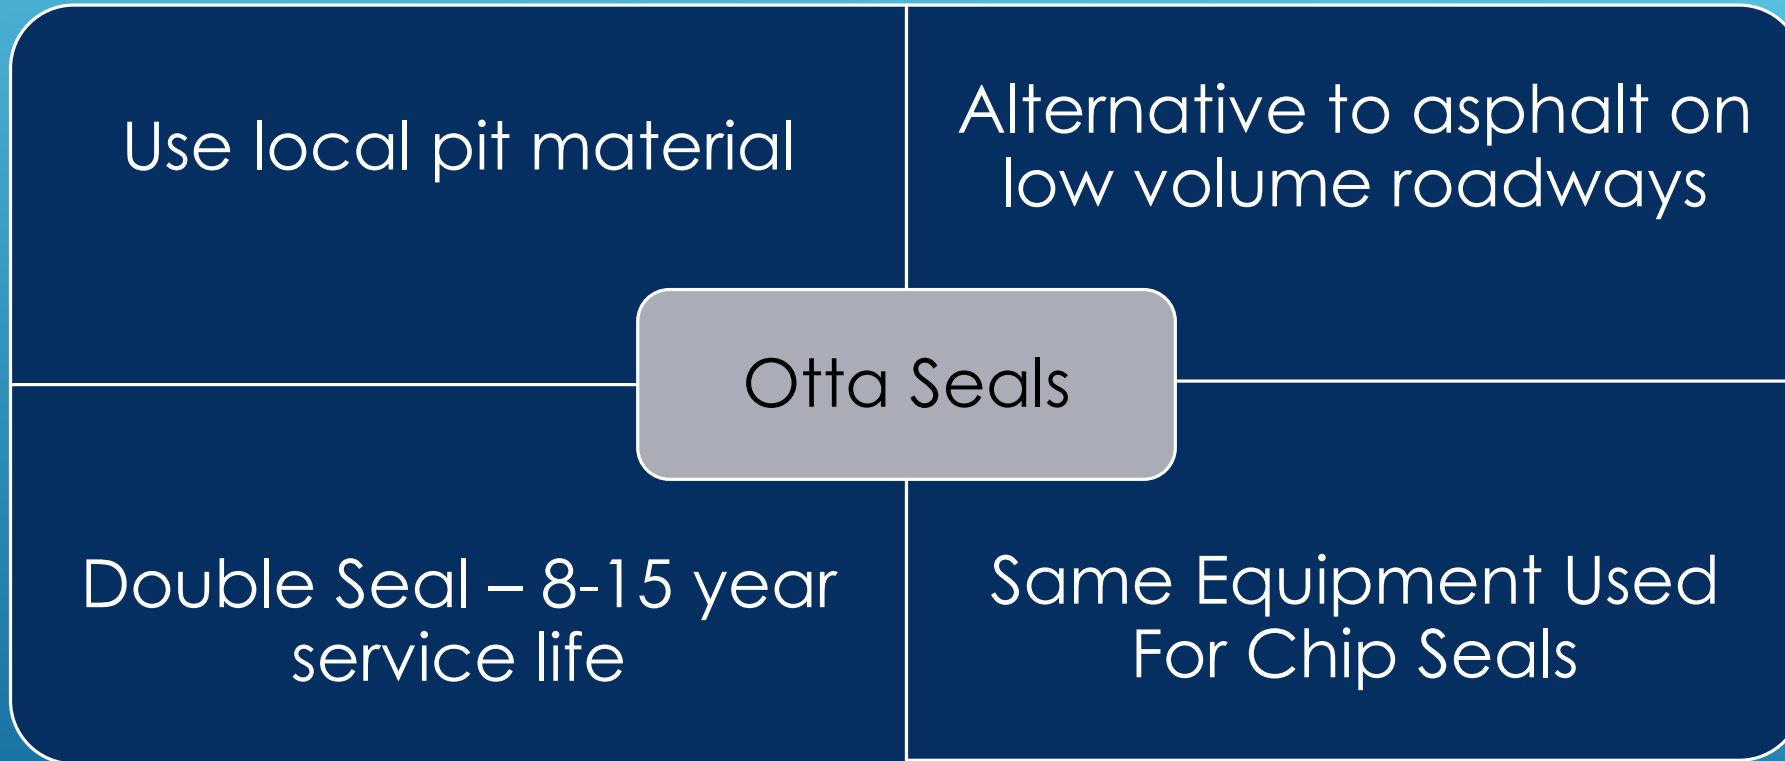 Use local pit material
Alternative to asphalt on
low volume roadways
Otta Seals
Double Seal – 8-15 year
service life
Same Equipment Used
For Chip Seals